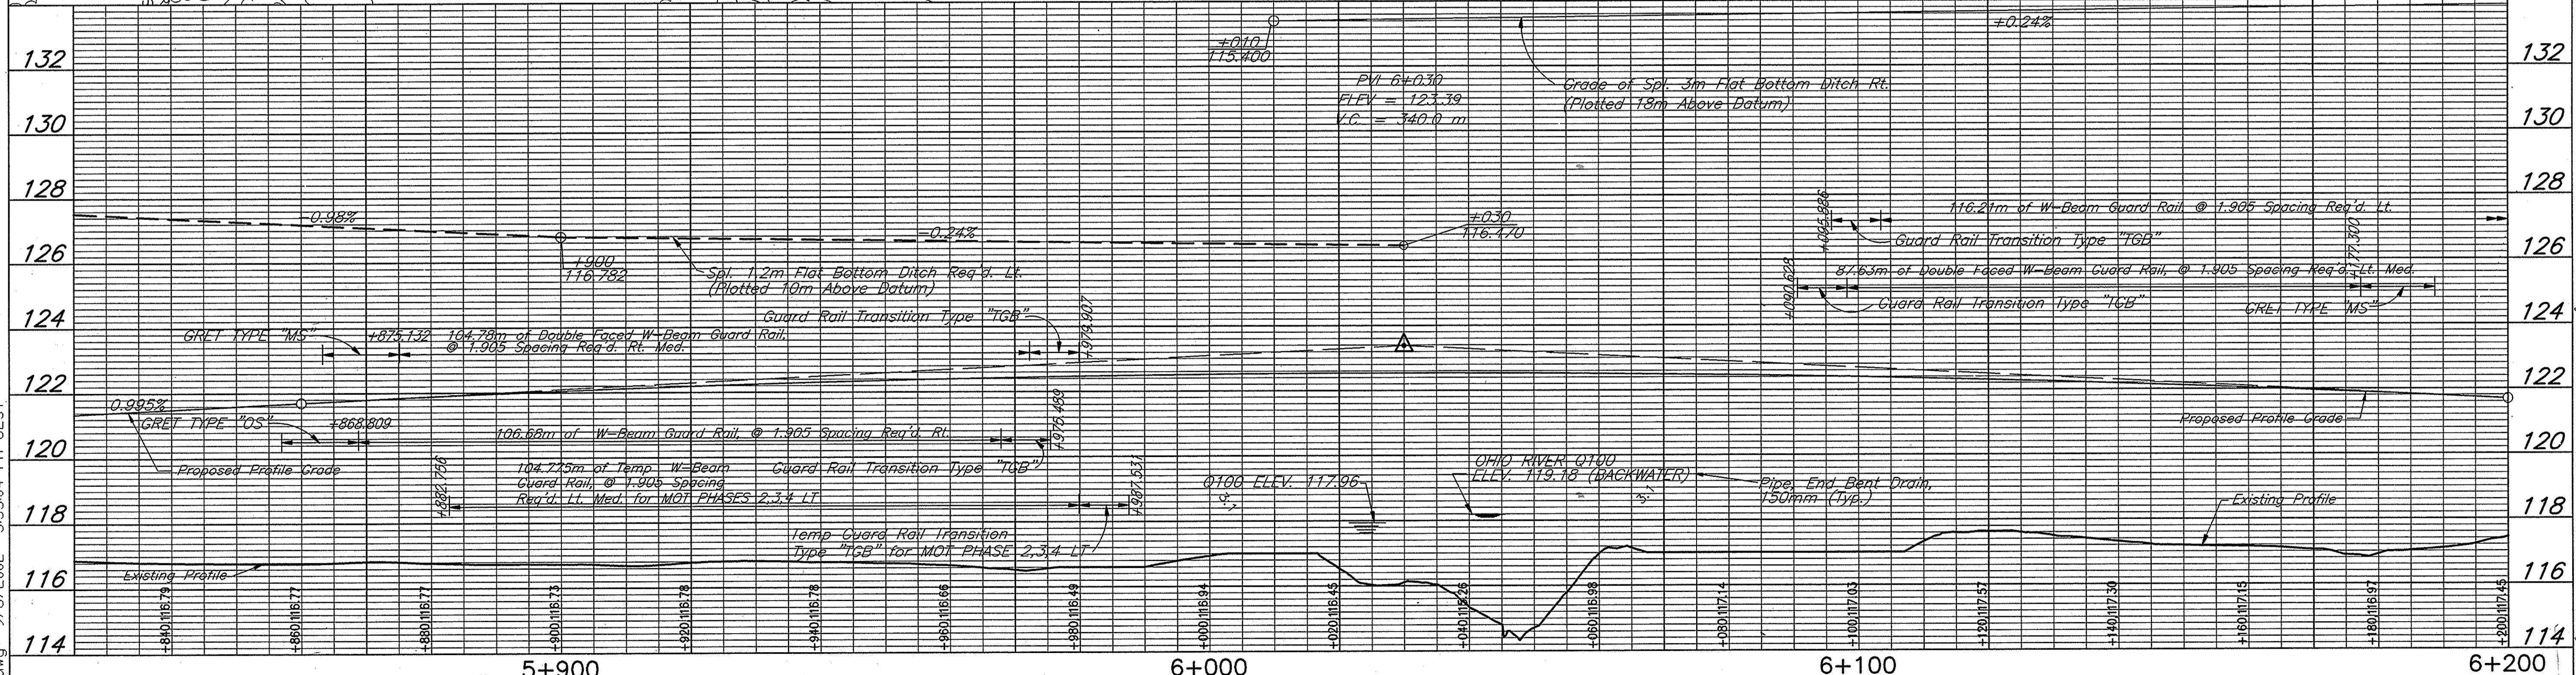 +0.24%
+010
115.400
132
132
PVI 6+030
ELEV = 123.39
V.C. = 340.0 m
Grade of Spl. 3m Flat Bottom Ditch Rt.
(Plotted 18m Above Datum)
130
130
128
128
-0.98%
-0.24%
+030
116.470
+095.886
116.21m of W-Beam Guard Rail, @ 1.905 Spacing Req'd. Lt.
Guard Rail Transition Type "TGB"
126
126
+900
116.782
Spl. 1.2m Flat Bottom Ditch Req'd. Lt.
(Plotted 10m Above Datum)
+090.628
87.63m of Double Faced W-Beam Guard Rail, @ 1.905 Spacing Req'd. Lt. Med.
+177.300
Guard Rail Transition Type "TGB"
GRET TYPE "MS"
124
124
Guard Rail Transition Type "TGB"
+979.907
GRET TYPE "MS"
+875.132
104.78m of Double Faced W-Beam Guard Rail,
@ 1.905 Spacing Req'd. Rt. Med.
122
122
0.995%
GRET TYPE "OS"
+868.809
106.68m of W-Beam Guard Rail, @ 1.905 Spacing Req'd. Rt.
+975.489
Proposed Profile Grade
120
120
Proposed Profile Grade
+882.756
104.775m of Temp W-Beam
Guard Rail, @ 1.905 Spacing
Req'd. Lt. Med. for MOT PHASES 2,3,4 LT
Guard Rail Transition Type "TGB"
+987.531
Q100 ELEV. 117.96
3:1
OHIO RIVER Q100
ELEV. 119.18 (BACKWATER)
3:1
Pipe, End Bent Drain,
150mm (Typ.)
Existing Profile
118
118
Temp Guard Rail Transition
Type "TGB" for MOT PHASE 2,3,4 LT
Existing Profile
116
116
+840 116.79
+860 116.77
+880 116.77
+900 116.73
+920 116.78
+940 116.78
+960 116.66
+980 116.49
+000 116.94
+020 116.45
+040 115.26
+060 116.98
+080 117.14
+100 117.03
+120 117.57
+140 117.30
+160 117.15
+180 116.97
+200 117.45
114
114
5+900
6+000
6+100
6+200